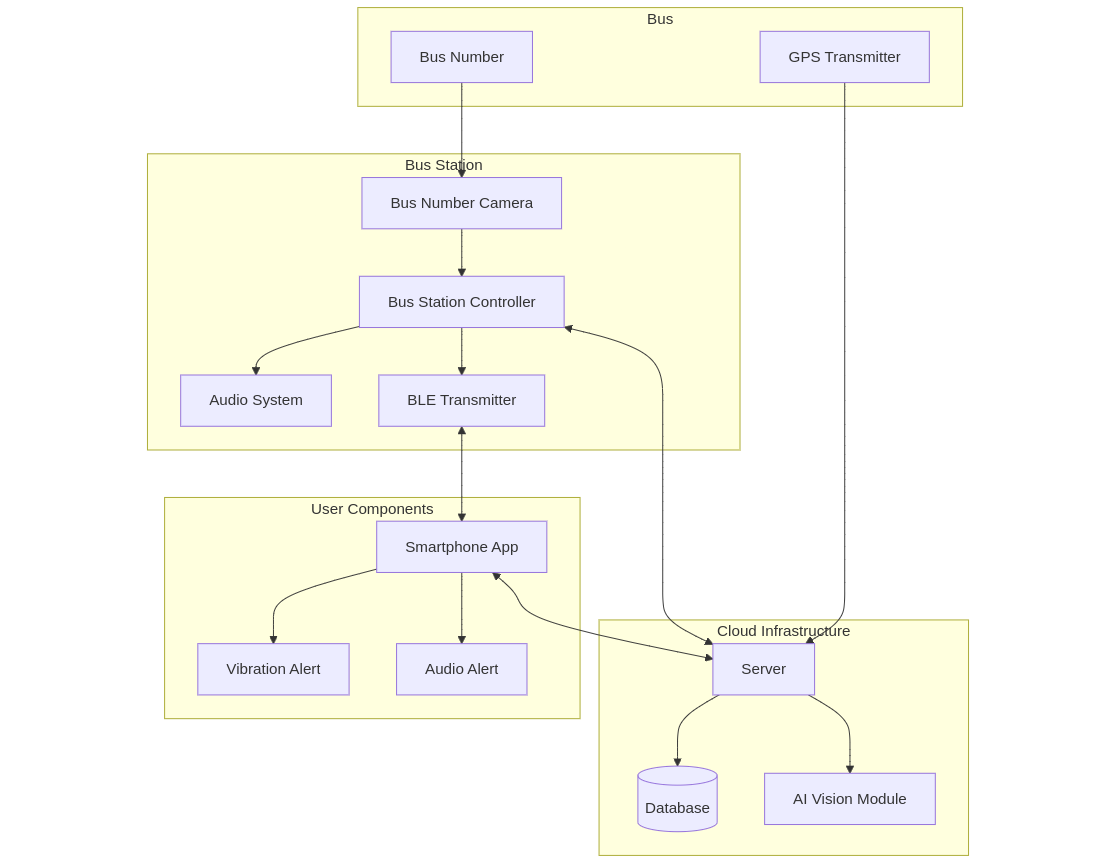 Bus
Bus Number
GPS Transmitter
Bus Station
Bus Number Camera
Bus Station Controller
Audio System
BLE Transmitter
User Components
Smartphone App
Vibration Alert
Audio Alert
Cloud Infrastructure
Server
Database
AI Vision Module